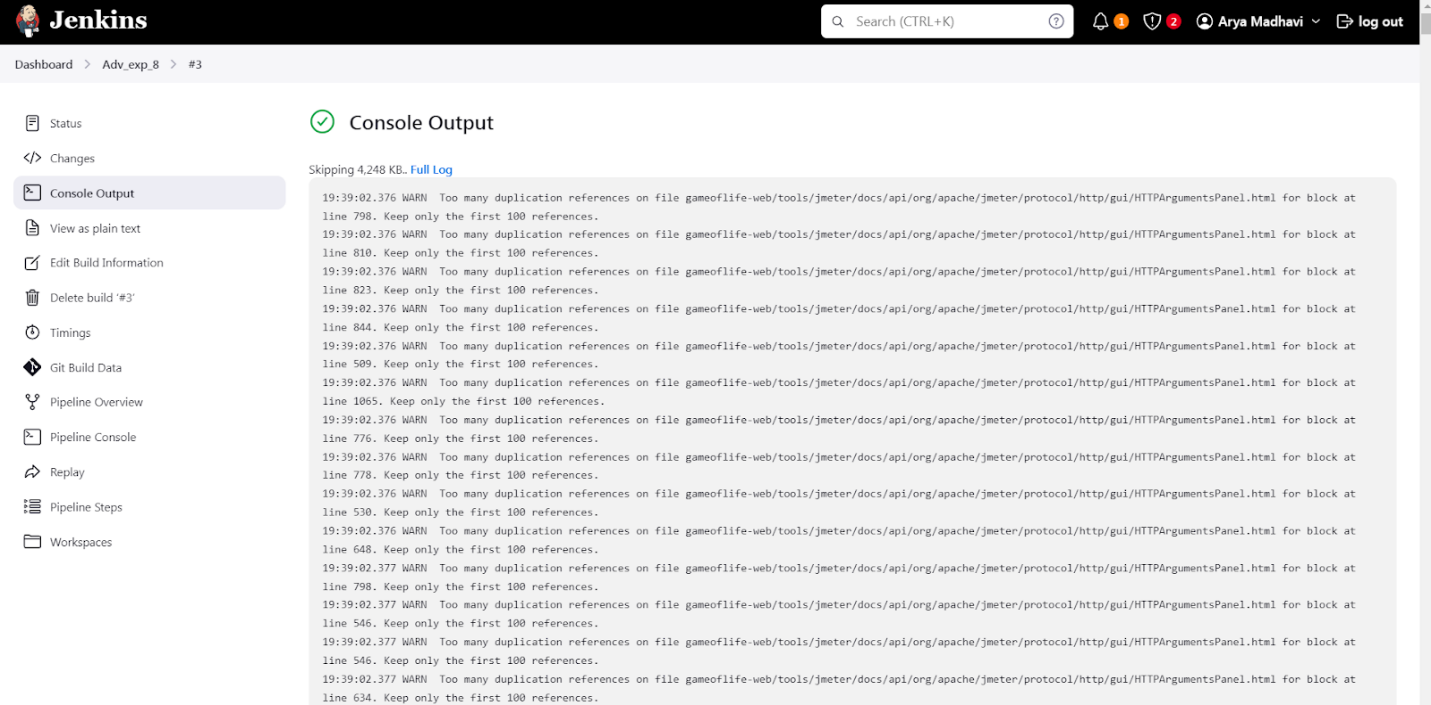 Jenkins
Search (CTRL+K)
1
2
Arya Madhavi
log out
Dashboard > Adv_exp_8 > #3
Status
Changes
Console Output
View as plain text
Edit Build Information
Delete build '#3'
Timings
Git Build Data
Pipeline Overview
Pipeline Console
Replay
Pipeline Steps
Workspaces
Console Output
Skipping 4,248 KB.. Full Log
19:39:02.376 WARN  Too many duplication references on file gameoflife-web/tools/jmeter/docs/api/org/apache/jmeter/protocol/http/gui/HTTPArgumentsPanel.html for block at
line 798. Keep only the first 100 references.
19:39:02.376 WARN  Too many duplication references on file gameoflife-web/tools/jmeter/docs/api/org/apache/jmeter/protocol/http/gui/HTTPArgumentsPanel.html for block at
line 810. Keep only the first 100 references.
19:39:02.376 WARN  Too many duplication references on file gameoflife-web/tools/jmeter/docs/api/org/apache/jmeter/protocol/http/gui/HTTPArgumentsPanel.html for block at
line 823. Keep only the first 100 references.
19:39:02.376 WARN  Too many duplication references on file gameoflife-web/tools/jmeter/docs/api/org/apache/jmeter/protocol/http/gui/HTTPArgumentsPanel.html for block at
line 844. Keep only the first 100 references.
19:39:02.376 WARN  Too many duplication references on file gameoflife-web/tools/jmeter/docs/api/org/apache/jmeter/protocol/http/gui/HTTPArgumentsPanel.html for block at
line 509. Keep only the first 100 references.
19:39:02.376 WARN  Too many duplication references on file gameoflife-web/tools/jmeter/docs/api/org/apache/jmeter/protocol/http/gui/HTTPArgumentsPanel.html for block at
line 1065. Keep only the first 100 references.
19:39:02.376 WARN  Too many duplication references on file gameoflife-web/tools/jmeter/docs/api/org/apache/jmeter/protocol/http/gui/HTTPArgumentsPanel.html for block at
line 776. Keep only the first 100 references.
19:39:02.376 WARN  Too many duplication references on file gameoflife-web/tools/jmeter/docs/api/org/apache/jmeter/protocol/http/gui/HTTPArgumentsPanel.html for block at
line 778. Keep only the first 100 references.
19:39:02.376 WARN  Too many duplication references on file gameoflife-web/tools/jmeter/docs/api/org/apache/jmeter/protocol/http/gui/HTTPArgumentsPanel.html for block at
line 530. Keep only the first 100 references.
19:39:02.376 WARN  Too many duplication references on file gameoflife-web/tools/jmeter/docs/api/org/apache/jmeter/protocol/http/gui/HTTPArgumentsPanel.html for block at
line 648. Keep only the first 100 references.
19:39:02.377 WARN  Too many duplication references on file gameoflife-web/tools/jmeter/docs/api/org/apache/jmeter/protocol/http/gui/HTTPArgumentsPanel.html for block at
line 798. Keep only the first 100 references.
19:39:02.377 WARN  Too many duplication references on file gameoflife-web/tools/jmeter/docs/api/org/apache/jmeter/protocol/http/gui/HTTPArgumentsPanel.html for block at
line 546. Keep only the first 100 references.
19:39:02.377 WARN  Too many duplication references on file gameoflife-web/tools/jmeter/docs/api/org/apache/jmeter/protocol/http/gui/HTTPArgumentsPanel.html for block at
line 546. Keep only the first 100 references.
19:39:02.377 WARN  Too many duplication references on file gameoflife-web/tools/jmeter/docs/api/org/apache/jmeter/protocol/http/gui/HTTPArgumentsPanel.html for block at
line 634. Keep only the first 100 references.